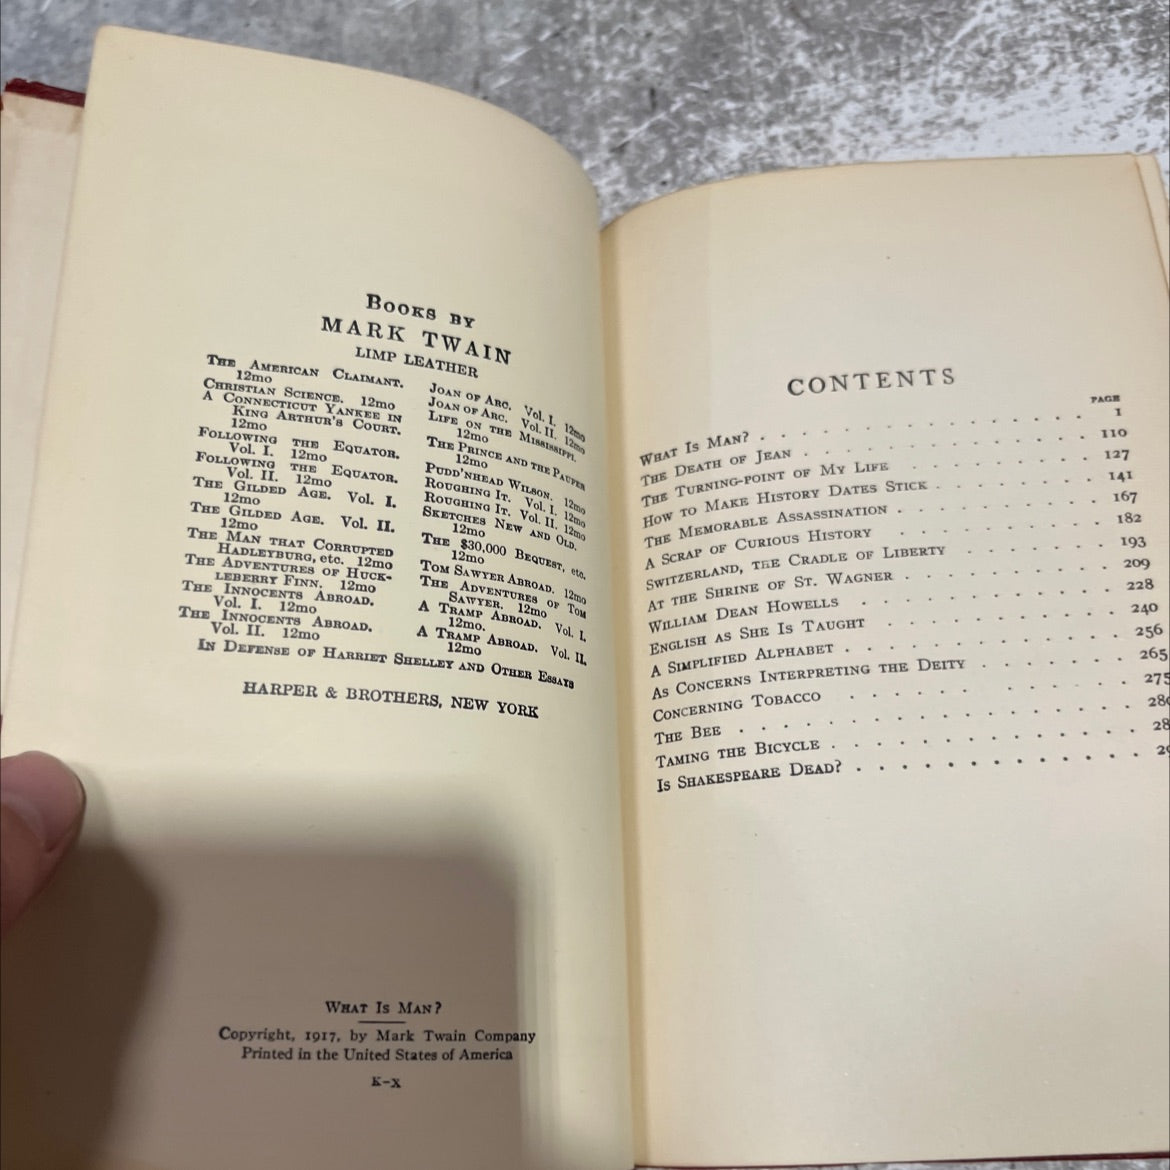 BOOKS BY
MARK TWAIN
LIMP LEATHER
THE AMERICAN CLAIMANT.
12mo
CHRISTIAN SCIENCE. 12mo
A CONNECTICUT YANKEE IN
KING ARTHUR'S COURT.
12mo
FOLLOWING THE EQUATOR.
Vol. I. 12mo
FOLLOWING THE EQUATOR.
Vol. II. 12mo
THE GILDED AGE. Vol. I.
12mo
THE GILDED AGE. Vol. II.
12mo
THE MAN THAT CORRUPTED
HADLEYBURG, etc. 12mo
THE ADVENTURES OF HUCK-
LEBERRY FINN. 12mo
THE INNOCENTS ABROAD.
Vol. I. 12mo
THE INNOCENTS ABROAD.
Vol. II. 12mo
JOAN OF ARC. Vol. I. 12mo
JOAN OF ARC. Vol. II. 12mo
LIFE ON THE MISSISSIPPI.
12mo
THE PRINCE AND THE PAUPER
12mo
PUDD'NHEAD WILSON. 12mo
ROUGHING IT. Vol. I. 12mo
ROUGHING IT. Vol. II. 12mo
SKETCHES NEW AND OLD.
12mo
THE $30,000 BEQUEST, etc.
12mo
TOM SAWYER ABROAD. 12mo
THE ADVENTURES OF TOM
SAWYER. 12mo
A TRAMP ABROAD. Vol. I.
12mo.
A TRAMP ABROAD. Vol. II.
12mo
IN DEFENSE OF HARRIET SHELLEY AND OTHER ESSAYS
HARPER & BROTHERS, NEW YORK
WHAT IS MAN?
Copyright, 1917, by Mark Twain Company
Printed in the United States of America
K-X
CONTENTS
PAGE
WHAT IS MAN? . . . . . . . . . . . . . . 1
THE DEATH OF JEAN . . . . . . . . . . . . 110
THE TURNING-POINT OF MY LIFE . . . . . . . . 127
HOW TO MAKE HISTORY DATES STICK . . . . . . . 141
THE MEMORABLE ASSASSINATION . . . . . . . . 167
A SCRAP OF CURIOUS HISTORY . . . . . . . . . 182
SWITZERLAND, THE CRADLE OF LIBERTY . . . . . . 193
AT THE SHRINE OF ST. WAGNER . . . . . . . . 209
WILLIAM DEAN HOWELLS . . . . . . . . . . . 228
ENGLISH AS SHE IS TAUGHT . . . . . . . . . . 240
A SIMPLIFIED ALPHABET . . . . . . . . . . . 256
AS CONCERNS INTERPRETING THE DEITY . . . . . . 265
CONCERNING TOBACCO . . . . . . . . . . . . 275
THE BEE . . . . . . . . . . . . . . . .
TAMING THE BICYCLE . . . . . . . . . . . .
IS SHAKESPEARE DEAD? . . . . . . . . . . .